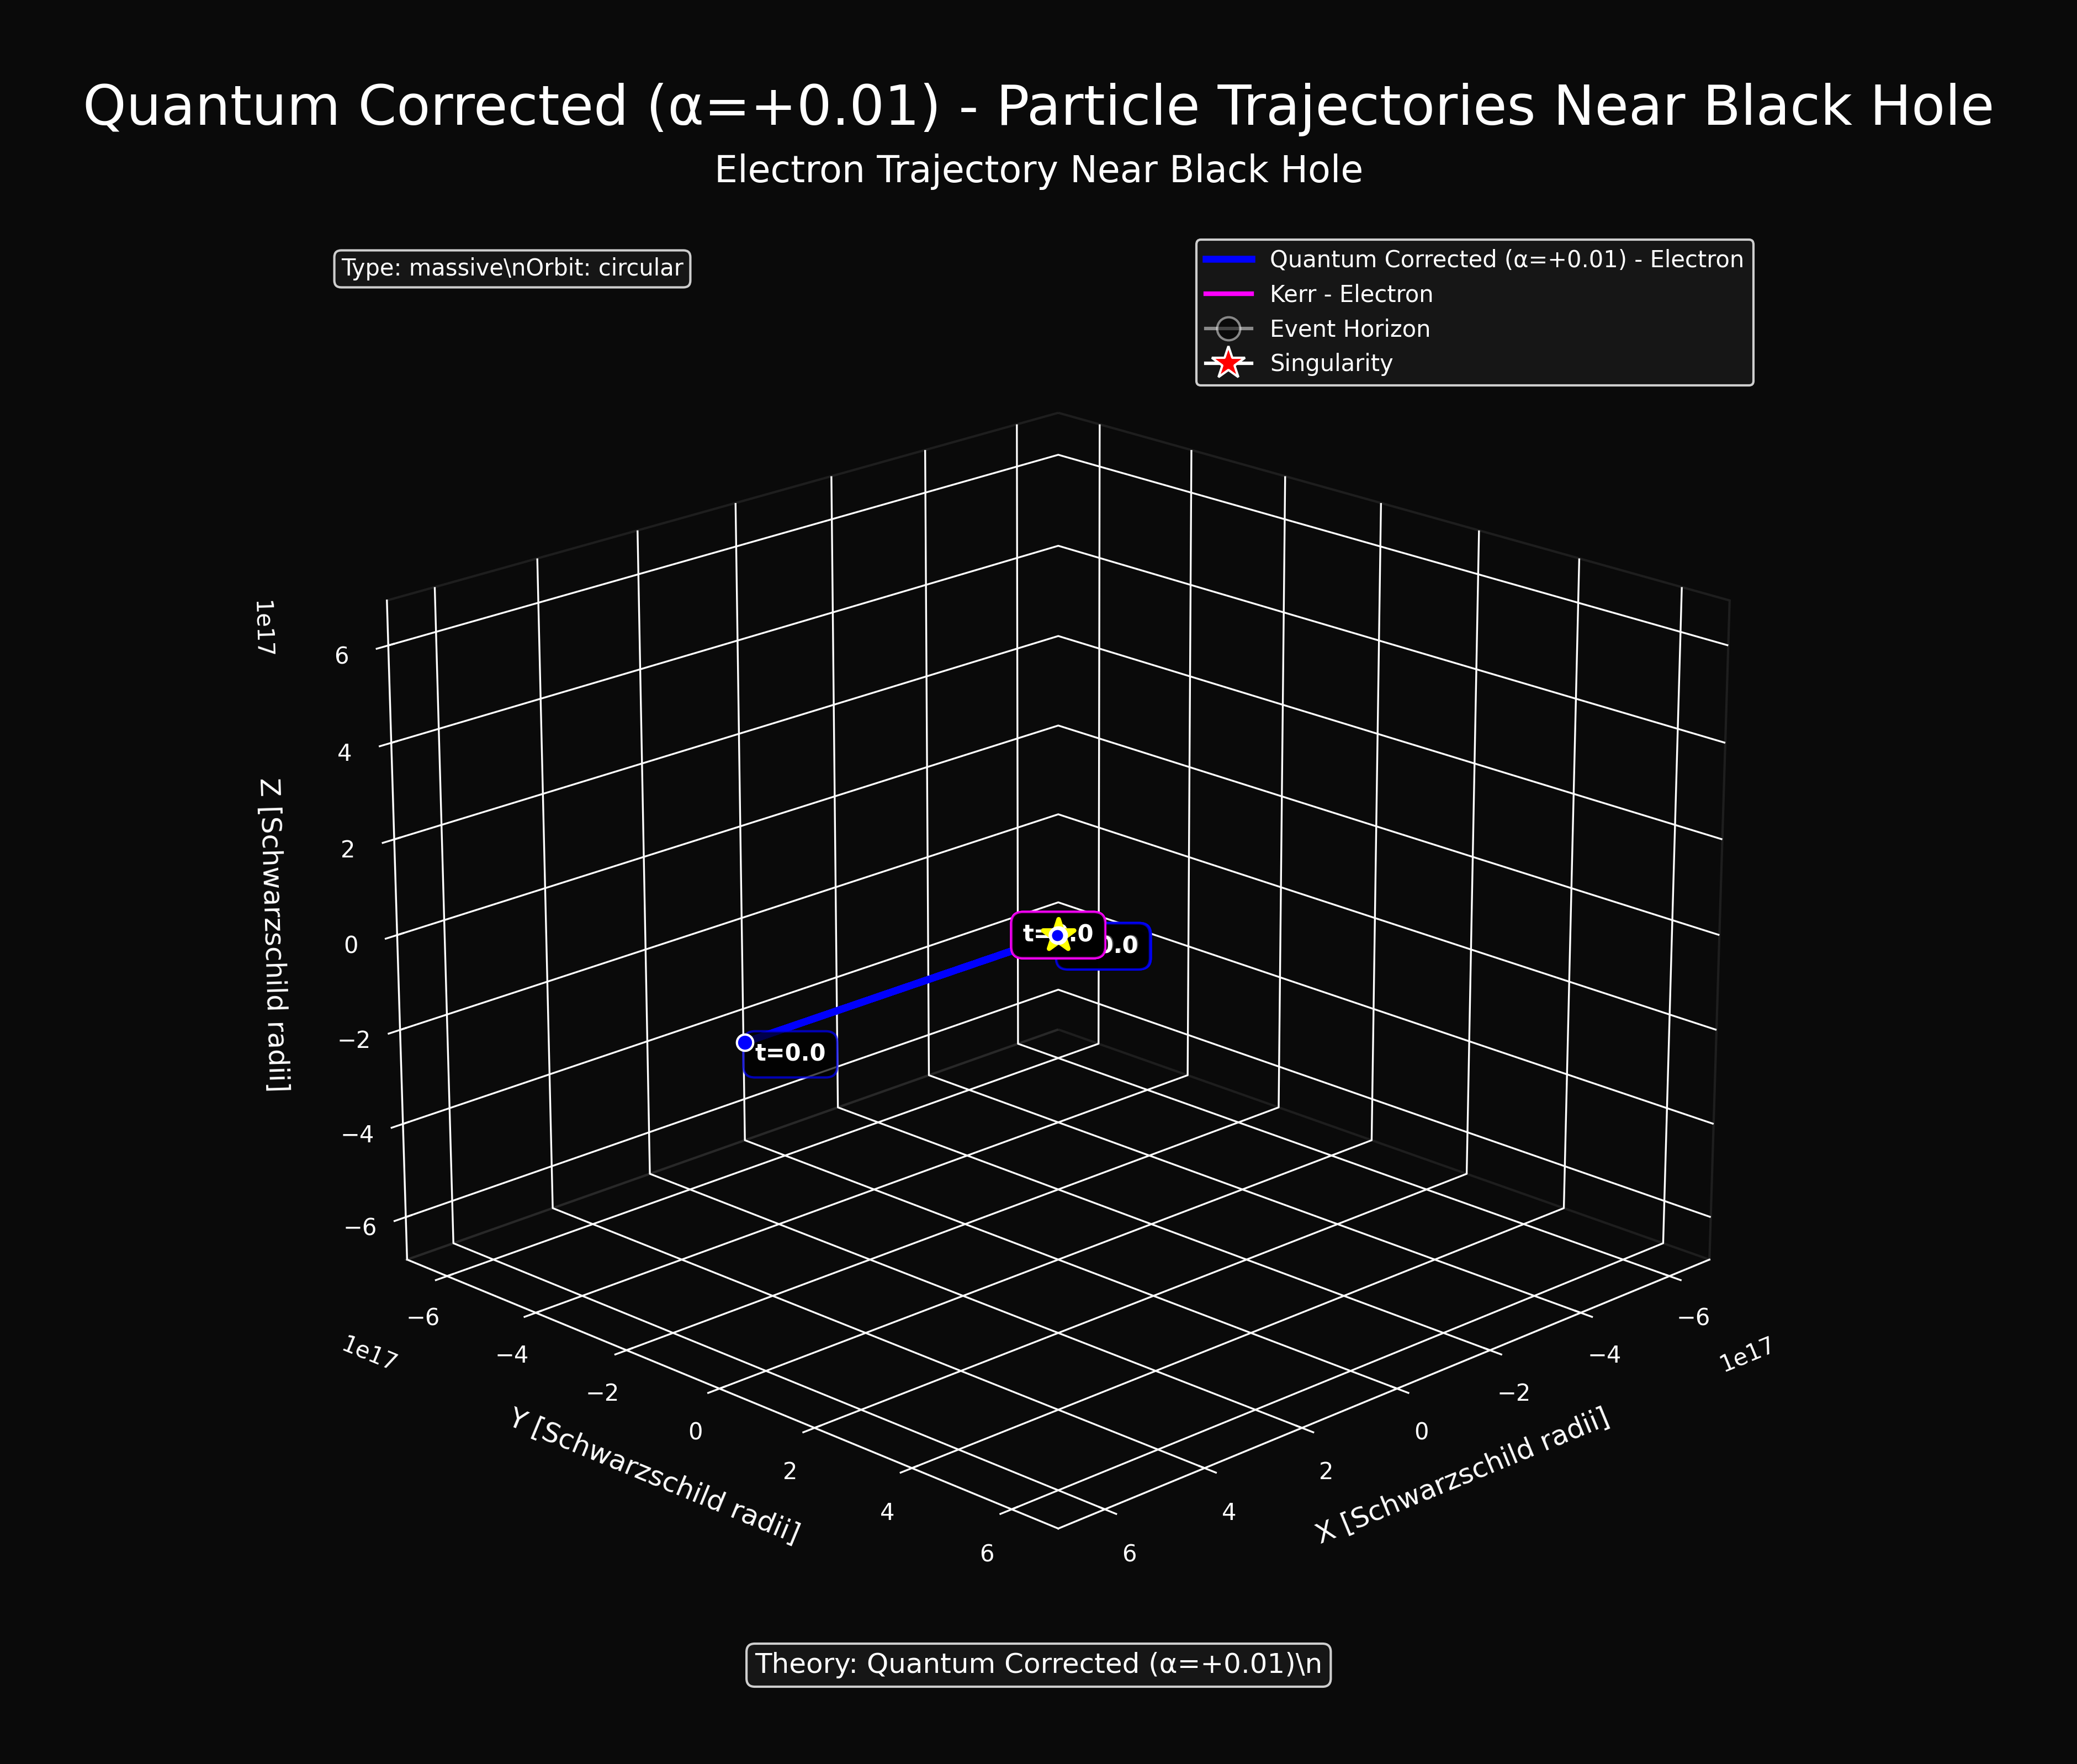 Quantum Corrected (α=+0.01) - Particle Trajectories Near Black Hole
Electron Trajectory Near Black Hole
Type: massive\nOrbit: circular
Quantum Corrected (α=+0.01) - Electron
Kerr - Electron
Event Horizon
Singularity
1e17
6
4
2
0
−2
−4
−6
Z [Schwarzschild radii]
t=0.0
t=0.0
−6
−4
−2
0
2
4
6
1e17
Y [Schwarzschild radii]
−6
−4
−2
0
2
4
6
1e17
X [Schwarzschild radii]
Theory: Quantum Corrected (α=+0.01)\n